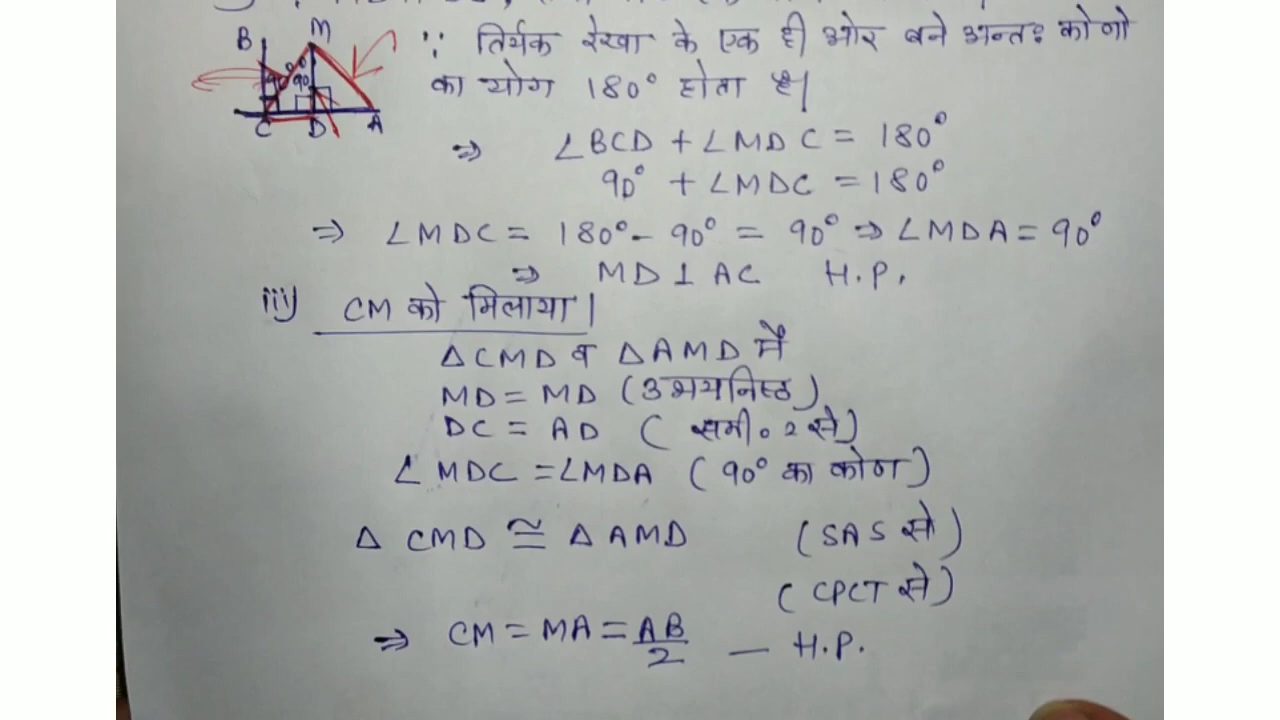 B M
C D A
∵ तिर्यक रेखा के एक ही ओर बने अन्तः कोणो
का योग 180° होता है|
⇒ ∠BCD + ∠MDC = 180°
90° + ∠MDC = 180°
⇒ ∠MDC = 180° - 90° = 90° ⇒ ∠MDA = 90°
⇒ MD ⊥ AC H.P.
iii) CM को मिलाया |
△CMD व △AMD में
MD = MD (उभयनिष्ठ)
DC = AD (समी० 2 से)
∠MDC = ∠MDA (90° का कोण)
△ CMD ≅ △ AMD (SAS से)
(CPCT से)
⇒ CM = MA = AB/2 — H.P.